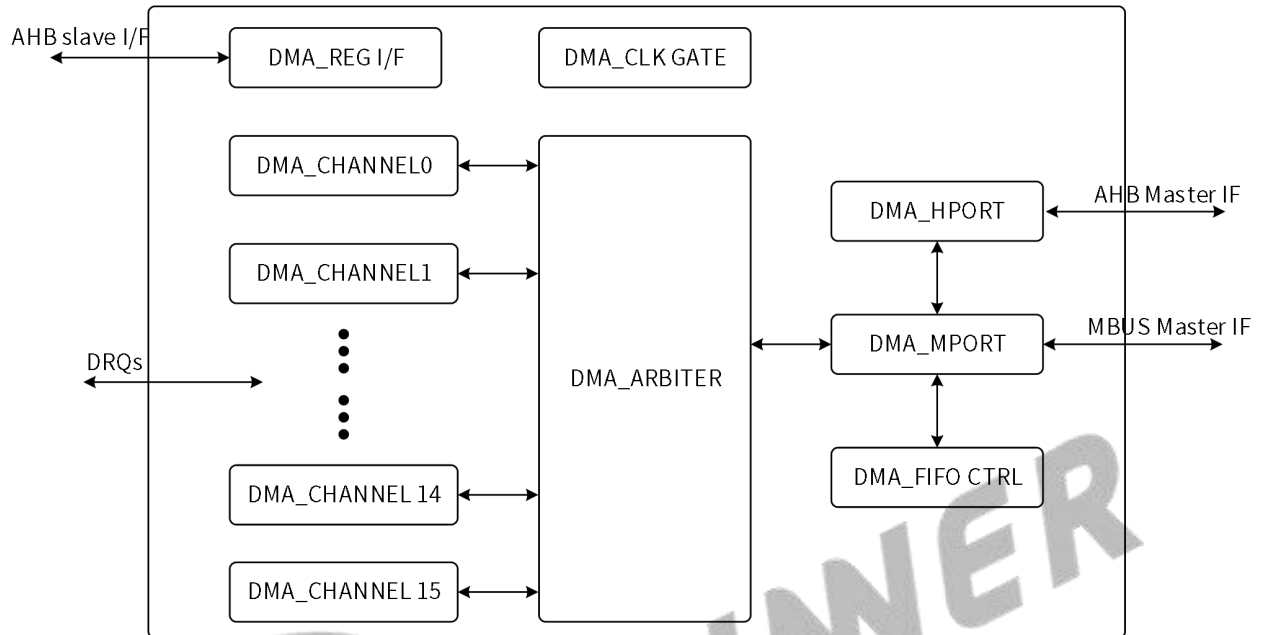 AHB slave I/F
DMA_REG I/F
DMA_CLK GATE
DMA_CHANNEL0
DMA_HPORT
AHB Master IF
DMA_CHANNEL1
DMA_MPORT
MBUS Master IF
DRQs
DMA_ARBITER
DMA_CHANNEL 14
DMA_FIFO CTRL
DMA_CHANNEL 15